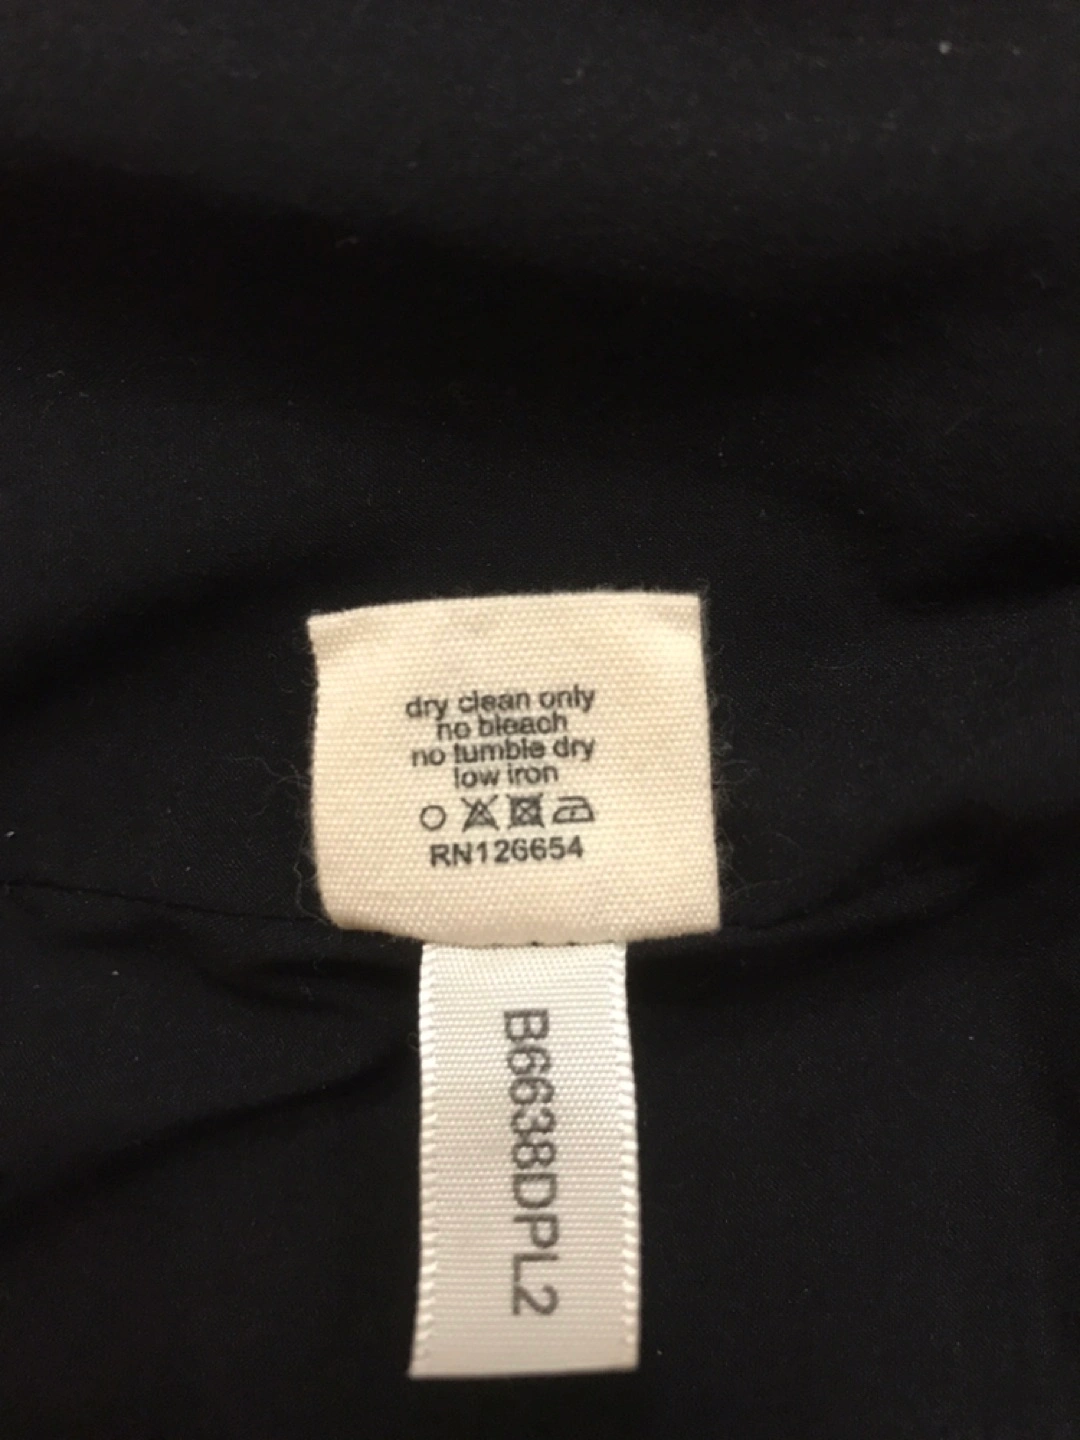 dry clean only
no bleach
no tumble dry
low iron
RN126654
B6638DPL2